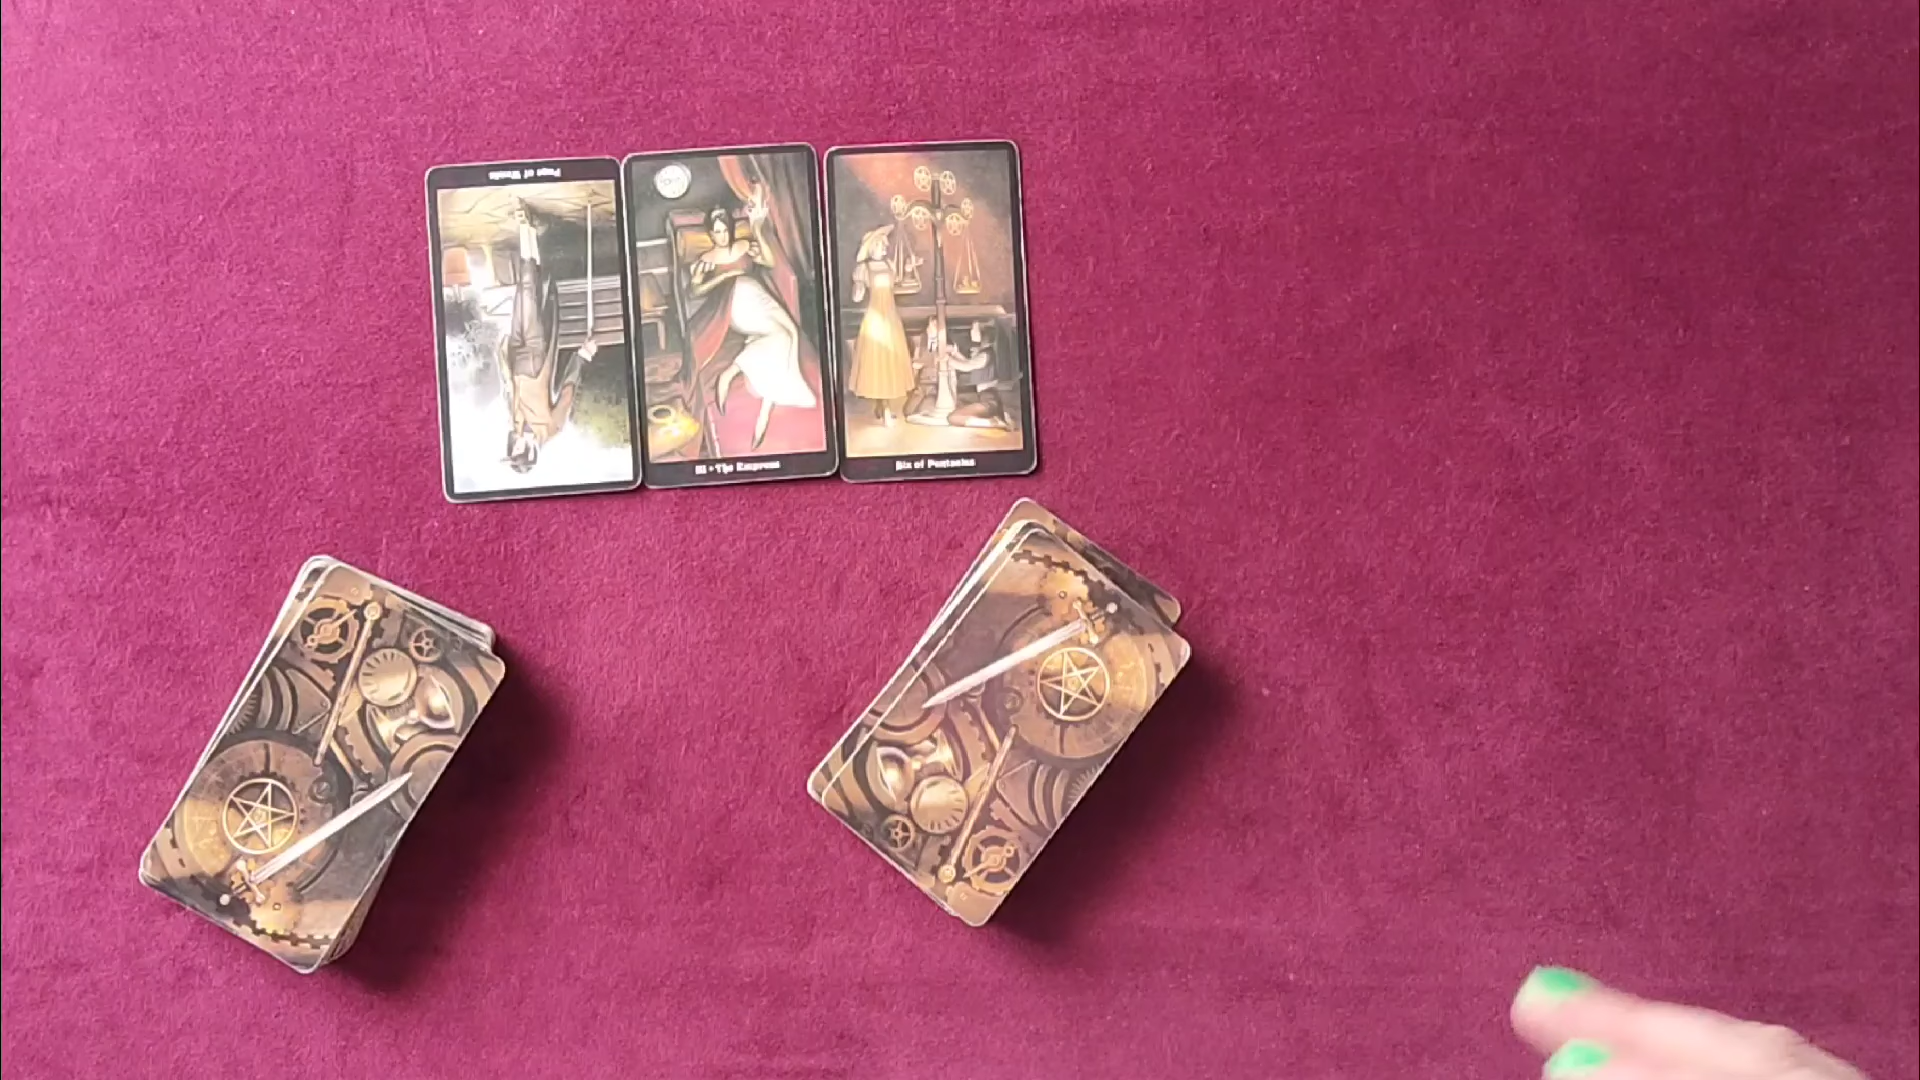 Page of Wands
III • The Empress
Six of Pentacles